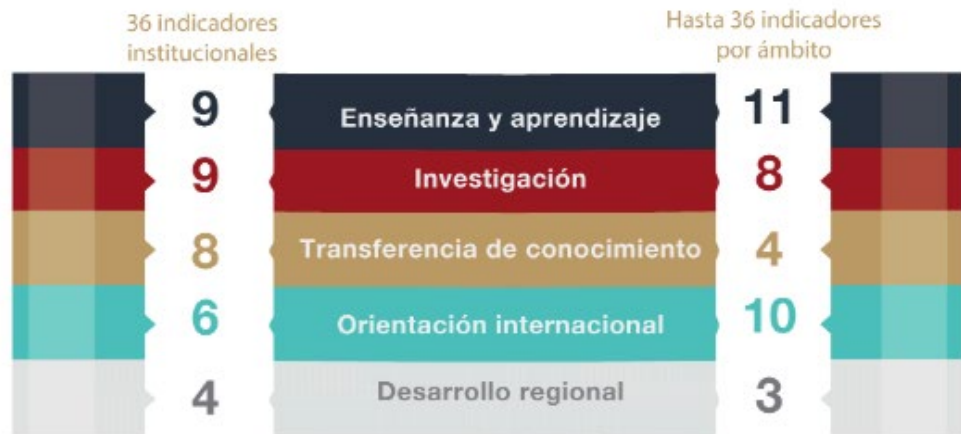 36 indicadores
institucionales
Hasta 36 indicadores
por ámbito
9 Enseñanza y aprendizaje 11
9 Investigación 8
8 Transferencia de conocimiento 4
6 Orientación internacional 10
4 Desarrollo regional 3